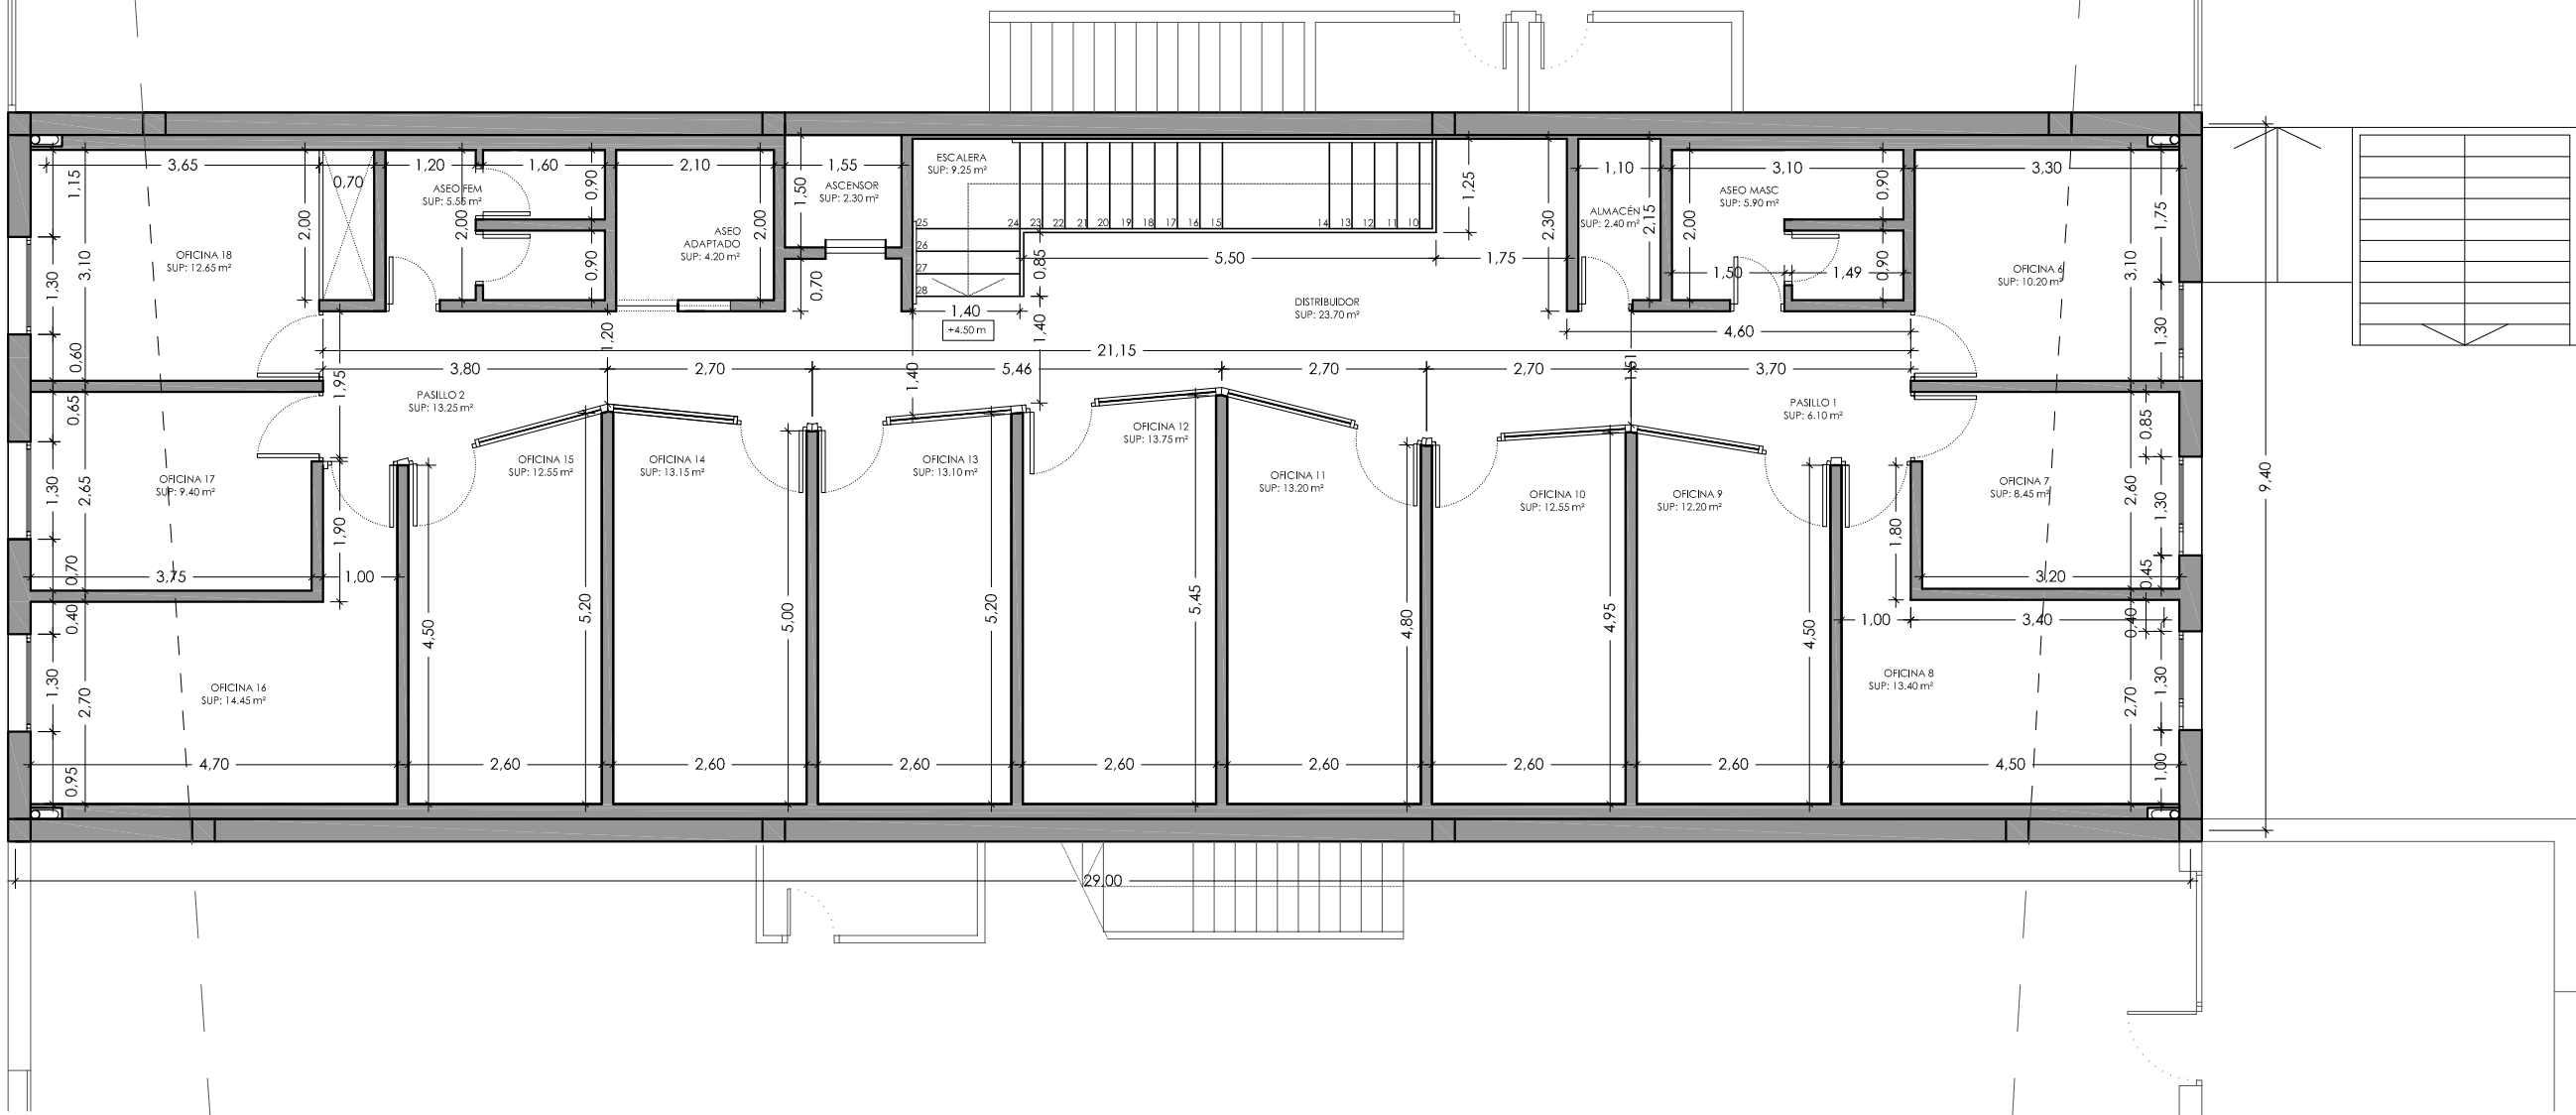 3,65
0,70
1,20
1,60
0,90
2,10
1,55
1,50
ASCENSOR
SUP: 2.30 m²
ESCALERA
SUP: 9.25 m²
1,25
2,30
1,10
2,15
3,10
0,90
3,30
1,15
1,75
ASEO FEM
SUP: 5.55 m²
2,00
2,00
ASEO
ADAPTADO
SUP: 4.20 m²
2,00
ALMACÉN
SUP: 2.40 m²
ASEO MASC
SUP: 5.90 m²
2,00
25
24
23
22
21
20
19
18
17
16
15
14
13
12
11
10
26
27
28
OFICINA 18
SUP: 12.65 m²
3,10
1,30
0,90
0,70
0,85
5,50
1,75
1,50
1,49
0,90
OFICINA 6
SUP: 10.20 m²
3,10
1,30
1,40
+4.50 m
1,40
DISTRIBUIDOR
SUP: 23.70 m²
4,60
1,20
0,60
21,15
3,80
2,70
1,40
5,46
2,70
2,70
1,51
3,70
1,95
0,65
PASILLO 2
SUP: 13.25 m²
PASILLO 1
SUP: 6.10 m²
0,85
OFICINA 17
SUP: 9.40 m²
1,30
2,65
OFICINA 15
SUP: 12.55 m²
OFICINA 14
SUP: 13.15 m²
OFICINA 13
SUP: 13.10 m²
OFICINA 12
SUP: 13.75 m²
OFICINA 11
SUP: 13.20 m²
OFICINA 10
SUP: 12.55 m²
OFICINA 9
SUP: 12.20 m²
OFICINA 7
SUP: 8.45 m²
2,60
1,30
9,40
1,90
1,80
0,70
3,75
1,00
3,20
0,45
0,40
4,50
5,20
5,00
5,20
5,45
4,80
4,95
4,50
1,00
3,40
0,40
OFICINA 16
SUP: 14.45 m²
1,30
2,70
OFICINA 8
SUP: 13.40 m²
2,70
1,30
0,95
4,70
2,60
2,60
2,60
2,60
2,60
2,60
2,60
4,50
1,00
29,00